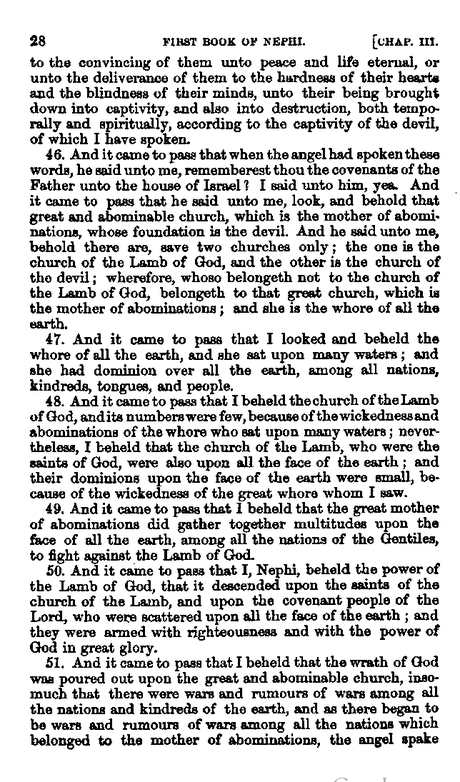 28 FIRST BOOK OF NEPHI. [CHAP. III.
to the convincing of them unto peace and life eternal, or
unto the deliverance of them to the hardness of their hearts
and the blindness of their minds, unto their being brought
down into captivity, and also into destruction, both tempo-
rally and spiritually, according to the captivity of the devil,
of which I have spoken.
46. And it came to pass that when the angel had spoken these
words, he said unto me, rememberest thou the covenants of the
Father unto the house of Israel? I said unto him, yea. And
it came to pass that he said unto me, look, and behold that
great and abominable church, which is the mother of abomi-
nations, whose foundation is the devil. And he said unto me,
behold there are, save two churches only; the one is the
church of the Lamb of God, and the other is the church of
the devil; wherefore, whoso belongeth not to the church of
the Lamb of God, belongeth to that great church, which is
the mother of abominations; and she is the whore of all the
earth.
47. And it came to pass that I looked and beheld the
whore of all the earth, and she sat upon many waters; and
she had dominion over all the earth, among all nations,
kindreds, tongues, and people.
48. And it came to pass that I beheld the church of the Lamb
of God, and its numbers were few, because of the wickedness and
abominations of the whore who sat upon many waters; never-
theless, I beheld that the church of the Lamb, who were the
saints of God, were also upon all the face of the earth; and
their dominions upon the face of the earth were small, be-
cause of the wickedness of the great whore whom I saw.
49. And it came to pass that I beheld that the great mother
of abominations did gather together multitudes upon the
face of all the earth, among all the nations of the Gentiles,
to fight against the Lamb of God.
50. And it came to pass that I, Nephi, beheld the power of
the Lamb of God, that it descended upon the saints of the
church of the Lamb, and upon the covenant people of the
Lord, who were scattered upon all the face of the earth; and
they were armed with righteousness and with the power of
God in great glory.
51. And it came to pass that I beheld that the wrath of God
was poured out upon the great and abominable church, inso-
much that there were wars and rumours of wars among all
the nations and kindreds of the earth, and as there began to
be wars and rumours of wars among all the nations which
belonged to the mother of abominations, the angel spake